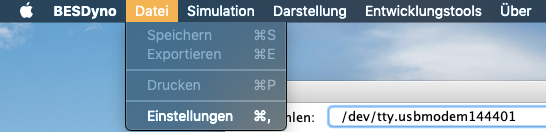 BESDyno Datei Simulation Darstellung Entwicklungstools Über
Speichern ⌘S
Exportieren ⌘E
Drucken ⌘P
Einstellungen ⌘,
hlen: /dev/tty.usbmodem144401